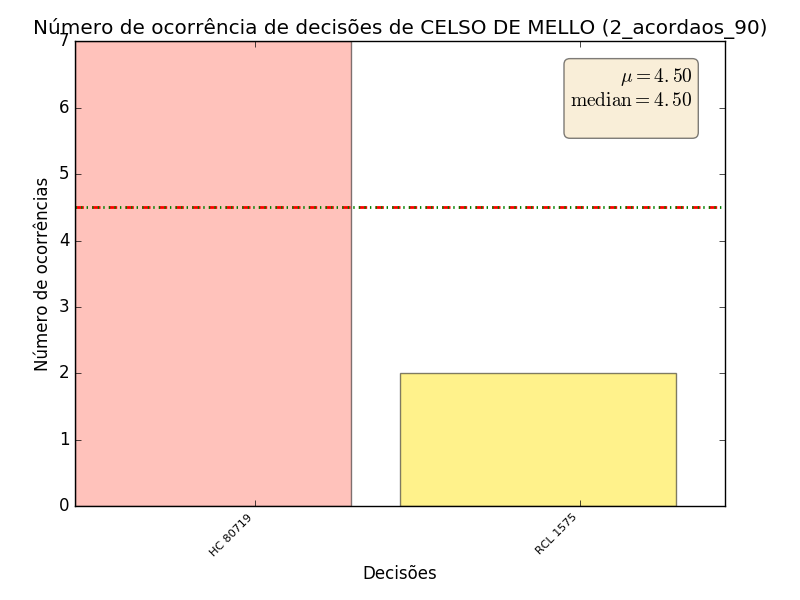 Número de ocorrência de decisões de CELSO DE MELLO (2_acordaos_90)
μ = 4.50
median = 4.50
7
6
5
4
3
2
1
0
Número de ocorrências
HC 80719
RCL 1575
Decisões